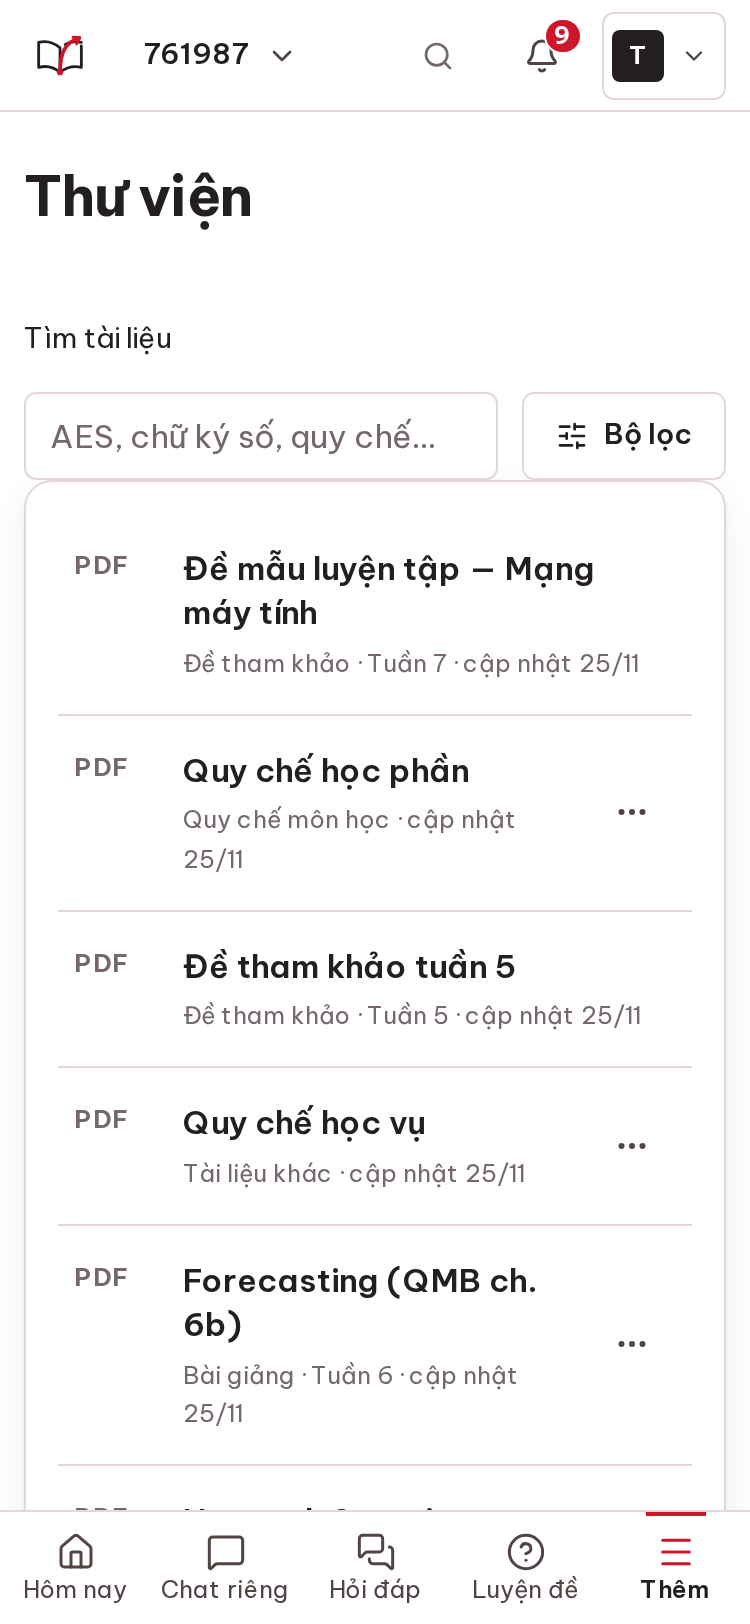 761987
9
T
Thư viện
Tìm tài liệu
AES, chữ ký số, quy chế...
Bộ lọc
PDF
Đề mẫu luyện tập — Mạng
máy tính
Đề tham khảo · Tuần 7 · cập nhật 25/11
PDF
Quy chế học phần
Quy chế môn học · cập nhật
25/11
PDF
Đề tham khảo tuần 5
Đề tham khảo · Tuần 5 · cập nhật 25/11
PDF
Quy chế học vụ
Tài liệu khác · cập nhật 25/11
PDF
Forecasting (QMB ch.
6b)
Bài giảng · Tuần 6 · cập nhật
25/11
Hôm nay
Chat riêng
Hỏi đáp
Luyện đề
Thêm